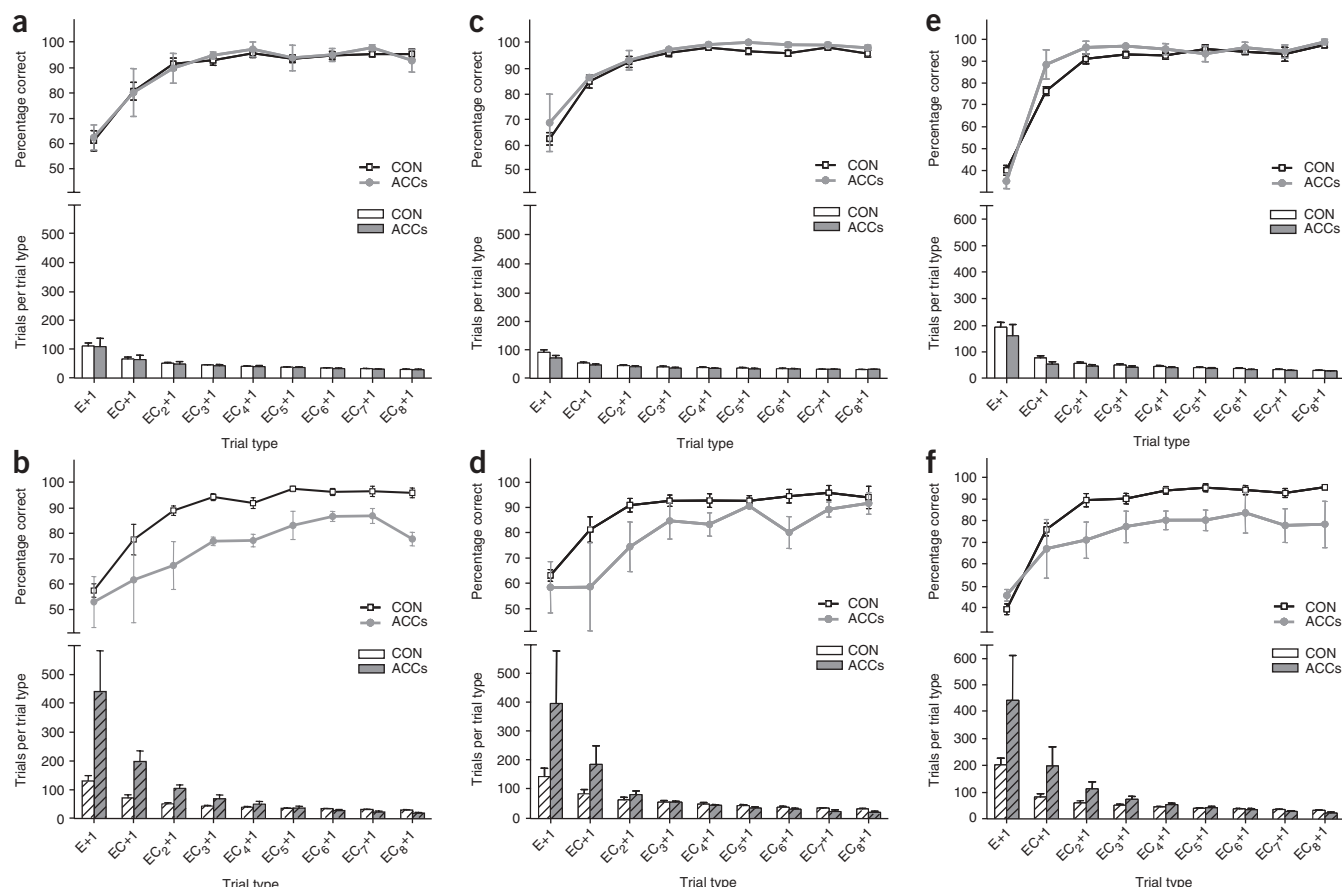 a
Percentage correct
100
90
80
70
60
50
CON
ACCs
CON
ACCs
Trials per trial type
500
400
300
200
100
0
E+1
EC+1
EC₂+1
EC₃+1
EC₄+1
EC₅+1
EC₆+1
EC₇+1
EC₈+1
Trial type
c
Percentage correct
100
90
80
70
60
50
CON
ACCs
CON
ACCs
Trials per trial type
500
400
300
200
100
0
E+1
EC+1
EC₂+1
EC₃+1
EC₄+1
EC₅+1
EC₆+1
EC₇+1
EC₈+1
Trial type
e
Percentage correct
100
90
80
70
60
50
40
CON
ACCs
CON
ACCs
Trials per trial type
600
500
400
300
200
100
0
E+1
EC+1
EC₂+1
EC₃+1
EC₄+1
EC₅+1
EC₆+1
EC₇+1
EC₈+1
Trial type
b
Percentage correct
100
90
80
70
60
50
CON
ACCs
CON
ACCs
Trials per trial type
500
400
300
200
100
0
E+1
EC+1
EC₂+1
EC₃+1
EC₄+1
EC₅+1
EC₆+1
EC₇+1
EC₈+1
Trial type
d
Percentage correct
100
90
80
70
60
50
CON
ACCs
CON
ACCs
Trials per trial type
500
400
300
200
100
0
E+1
EC+1
EC₂+1
EC₃+1
EC₄+1
EC₅+1
EC₆+1
EC₇+1
EC₈+1
Trial type
f
Percentage correct
100
90
80
70
60
50
40
CON
ACCs
CON
ACCs
Trials per trial type
600
500
400
300
200
100
0
E+1
EC+1
EC₂+1
EC₃+1
EC₄+1
EC₅+1
EC₆+1
EC₇+1
EC₈+1
Trial type